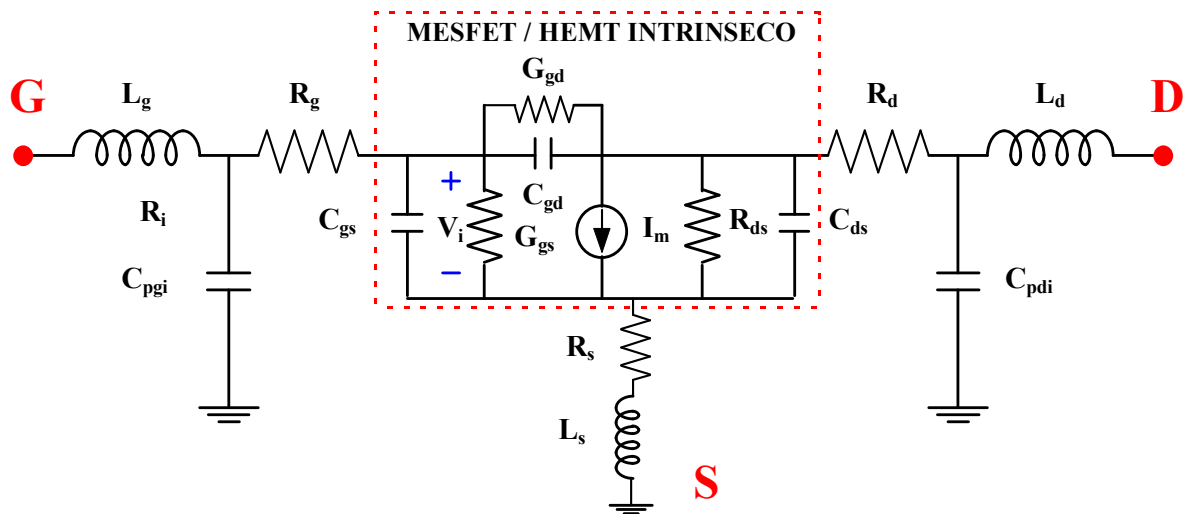 MESFET / HEMT INTRINSECO
G
L_g
R_g
G_gd
R_d
L_d
D
R_i
C_pgi
C_gs
+
V_i
−
G_gs
C_gd
I_m
R_ds
C_ds
C_pdi
R_s
L_s
S